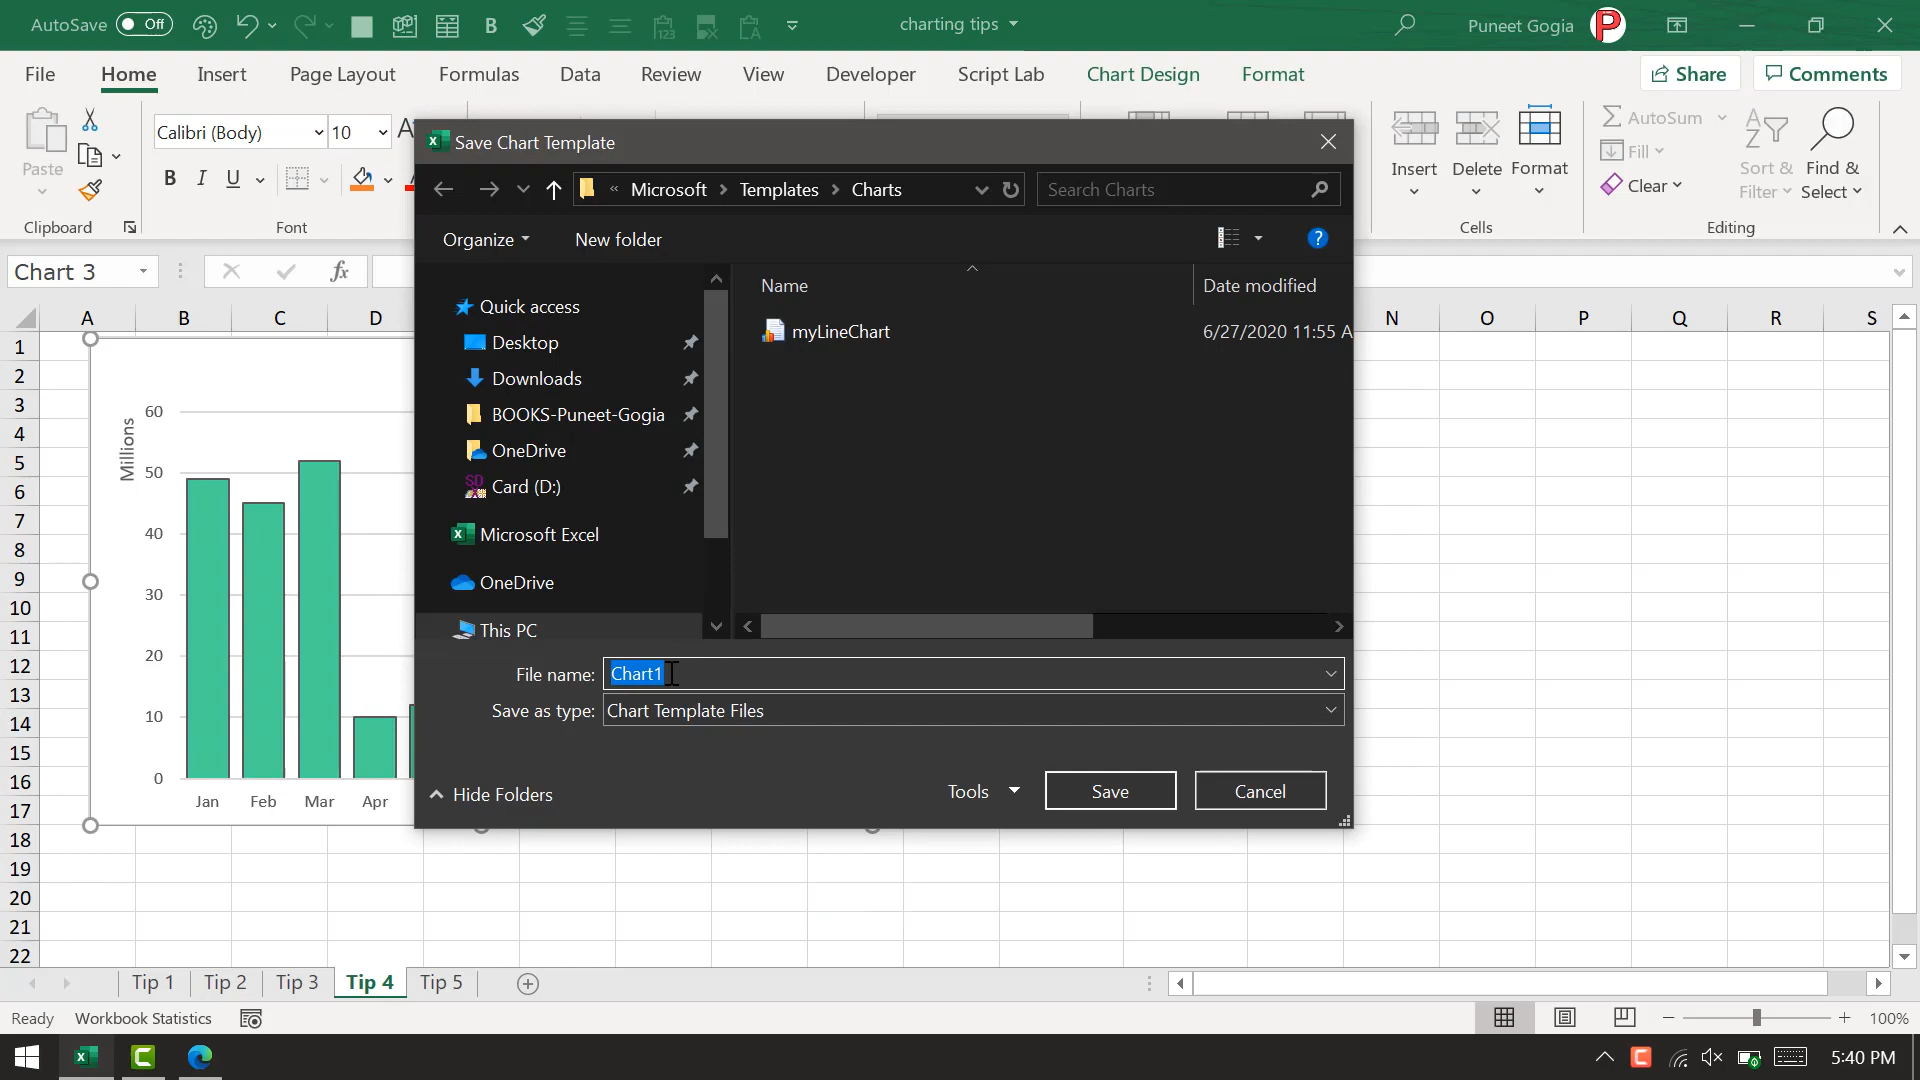 AutoSave Off
B
charting tips
Puneet Gogia
P
File Home Insert Page Layout Formulas Data Review View Developer Script Lab Chart Design Format
Share Comments
Paste
Clipboard
Calibri (Body) 10
B I U
Font
Insert Delete Format
Cells
AutoSum
Fill
Clear
Sort & Filter
Find & Select
Editing
Chart 3
fx
A B C D N O Q P Q R S
1
2
3
4
5
6
7
8
9
10
11
12
13
14
15
16
17
18
19
20
21
22
Millions
60
50
40
30
20
10
0
Jan Feb Mar Apr
Save Chart Template
« Microsoft > Templates > Charts
Search Charts
Organize New folder
?
Quick access
Desktop
Downloads
BOOKS-Puneet-Gogia
OneDrive
Card (D:)
Microsoft Excel
OneDrive
This PC
Name Date modified
myLineChart 6/27/2020 11:55 A
File name: Chart1
Save as type: Chart Template Files
Hide Folders
Tools Save Cancel
Tip 1 Tip 2 Tip 3 Tip 4 Tip 5
Ready Workbook Statistics
100%
5:40 PM